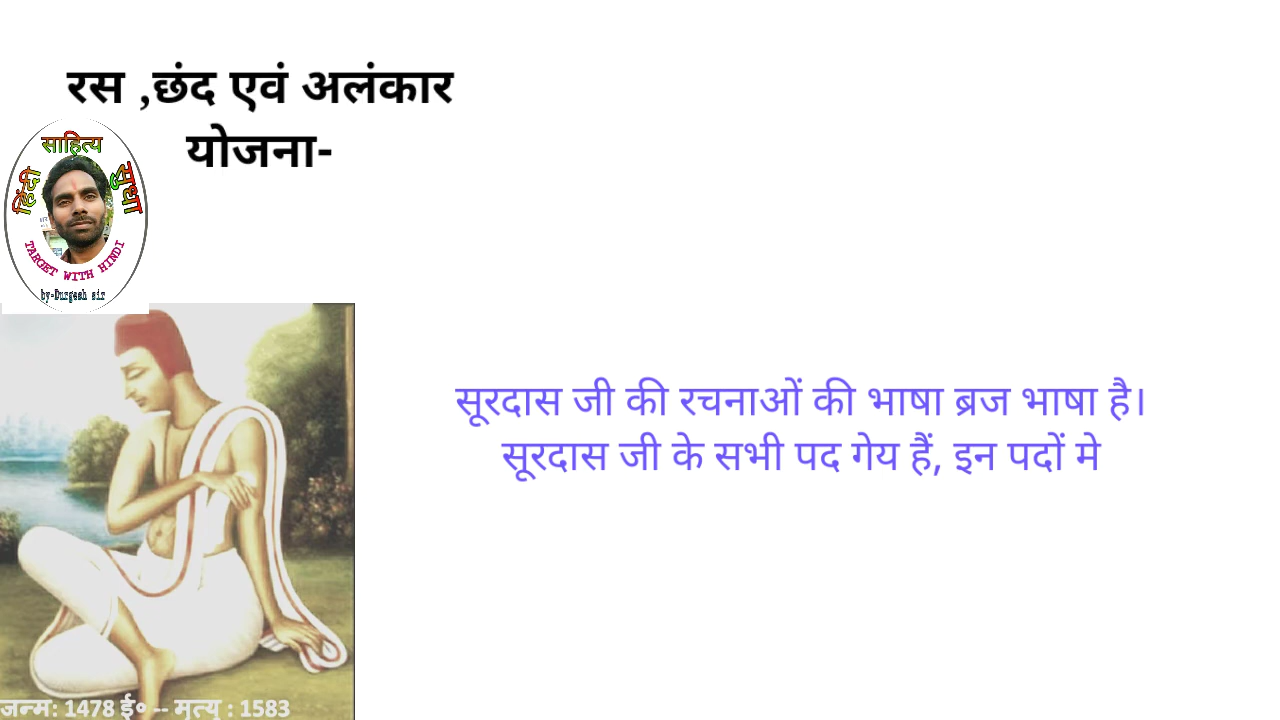 रस ,छंद एवं अलंकार
योजना-
साहित्य
हिंदी
सुधा
TARGET WITH HINDI
by-Durgesh sir
सूरदास जी की रचनाओं की भाषा ब्रज भाषा है।
सूरदास जी के सभी पद गेय हैं, इन पदों मे
जन्म: 1478 ई० -- मृत्यु : 1583